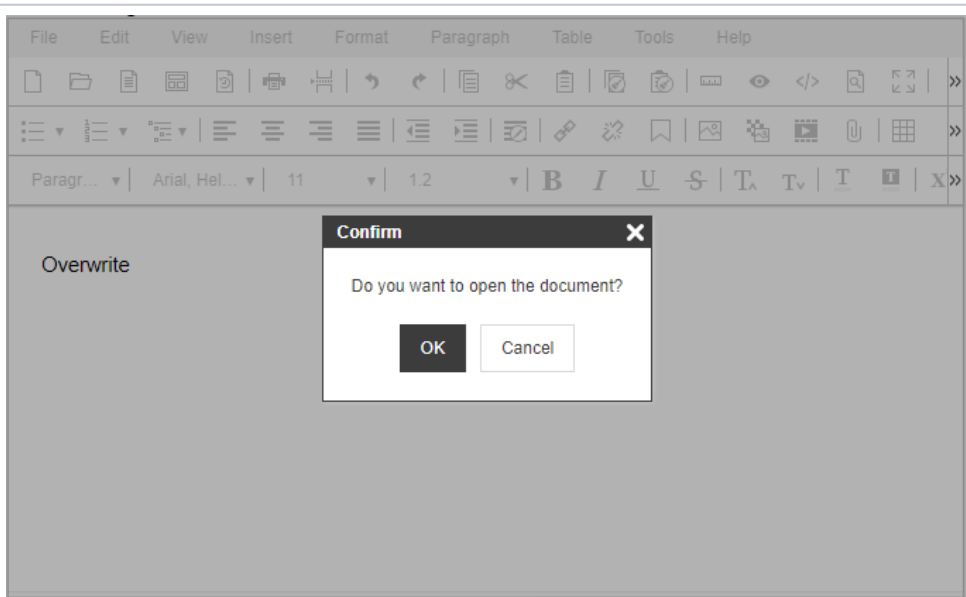 File Edit View Insert Format Paragraph Table Tools Help
Paragr... Arial, Hel... 11 1.2 B I U S T T T T X
Confirm
Overwrite
Do you want to open the document?
OK Cancel